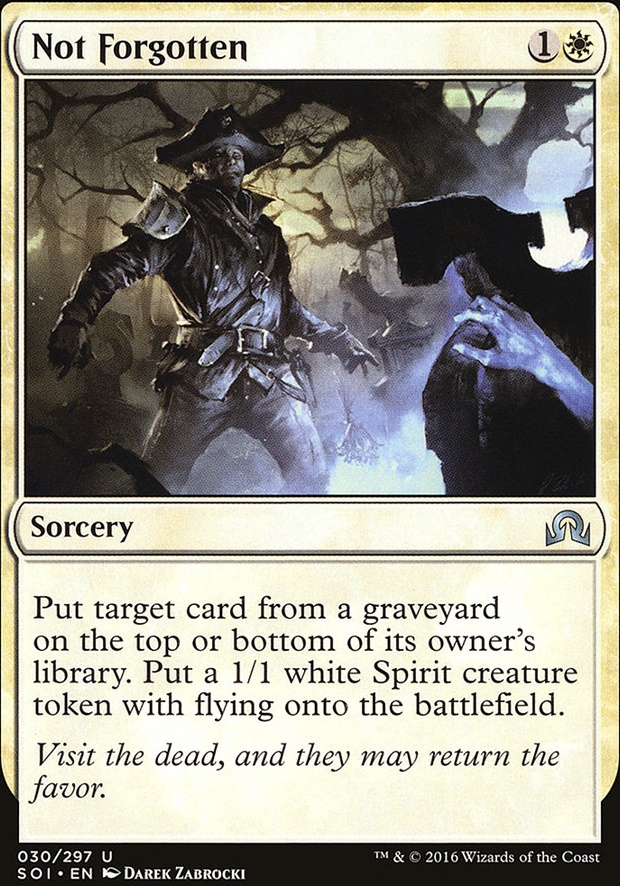 Not Forgotten 1
Sorcery
Put target card from a graveyard
on the top or bottom of its owner's
library. Put a 1/1 white Spirit creature
token with flying onto the battlefield.
Visit the dead, and they may return the
favor.
030/297 U
SOI • EN DAREK ZABROCKI
™ & © 2016 Wizards of the Coast